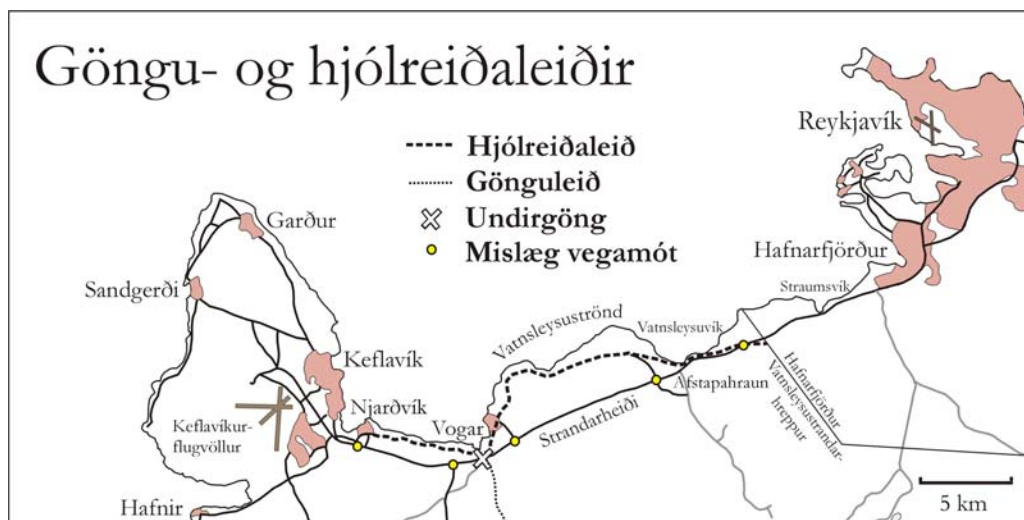 Göngu- og hjólreiðaleiðir
Hjólreiðaleið
Gönguleið
Undirgöng
Mislæg vegamót
Reykjavík
Garður
Hafnarfjörður
Sandgerði
Straumsvík
Vatnsleysuströnd
Vatnsleysuvík
Keflavík
Hafnarfjörður
Vatnsleysustrandar-
hreppur
Afstapahraun
Njarðvík
Vogar
Strandarheiði
Keflavíkur-
flugvöllur
Hafnir
5 km